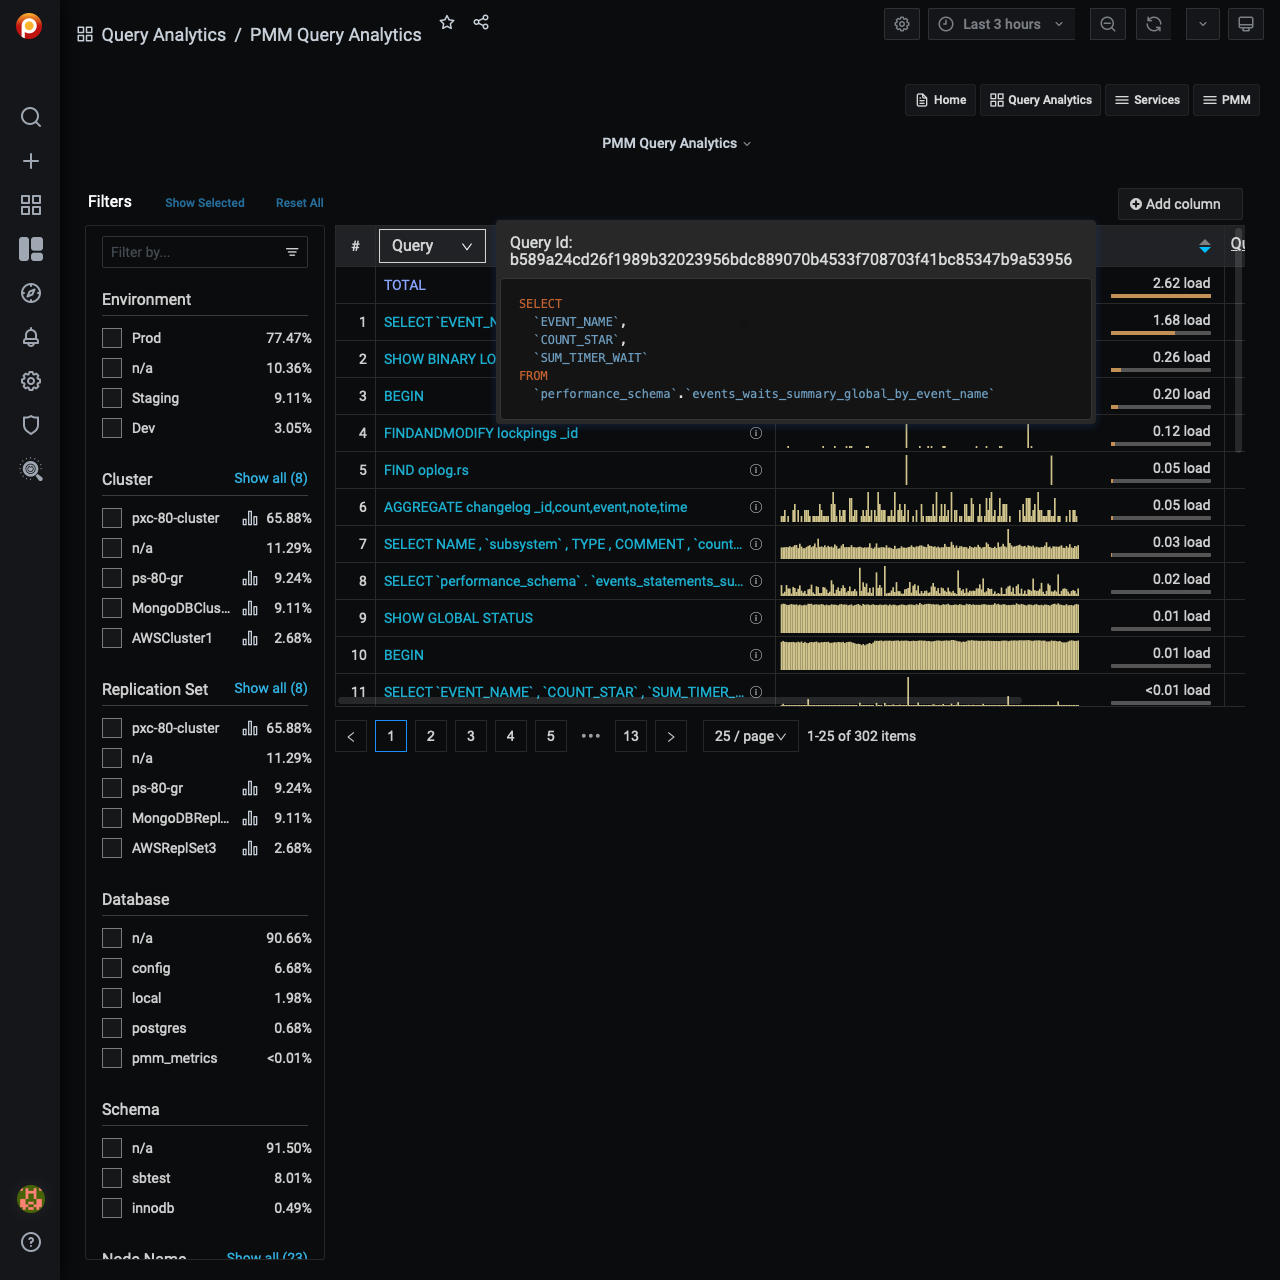 Query Analytics / PMM Query Analytics
Last 3 hours
Home
Query Analytics
Services
PMM
PMM Query Analytics
Filters
Show Selected
Reset All
Add column
Filter by...
Environment
Prod 77.47%
n/a 10.36%
Staging 9.11%
Dev 3.05%
Cluster Show all (8)
pxc-80-cluster 65.88%
n/a 11.29%
ps-80-gr 9.24%
MongoDBClus... 9.11%
AWSCluster1 2.68%
Replication Set Show all (8)
pxc-80-cluster 65.88%
n/a 11.29%
ps-80-gr 9.24%
MongoDBRepl... 9.11%
AWSReplSet3 2.68%
Database
n/a 90.66%
config 6.68%
local 1.98%
postgres 0.68%
pmm_metrics <0.01%
Schema
n/a 91.50%
sbtest 8.01%
innodb 0.49%
Node Name Show all (23)
# Query
Query Id:
b589a24cd26f1989b32023956bdc889070b4533f708703f41bc85347b9a53956
SELECT
`EVENT_NAME`,
`COUNT_STAR`,
`SUM_TIMER_WAIT`
FROM
`performance_schema`.`events_waits_summary_global_by_event_name`
TOTAL 2.62 load
1 SELECT `EVENT_N 1.68 load
2 SHOW BINARY LO 0.26 load
3 BEGIN 0.20 load
4 FINDANDMODIFY lockpings _id 0.12 load
5 FIND oplog.rs 0.05 load
6 AGGREGATE changelog _id,count,event,note,time 0.05 load
7 SELECT NAME , `subsystem` , TYPE , COMMENT , `count... 0.03 load
8 SELECT `performance_schema` . `events_statements_su... 0.02 load
9 SHOW GLOBAL STATUS 0.01 load
10 BEGIN 0.01 load
11 SELECT `EVENT_NAME` , `COUNT_STAR` , `SUM_TIMER_... <0.01 load
1 2 3 4 5 ••• 13
25 / page
1-25 of 302 items